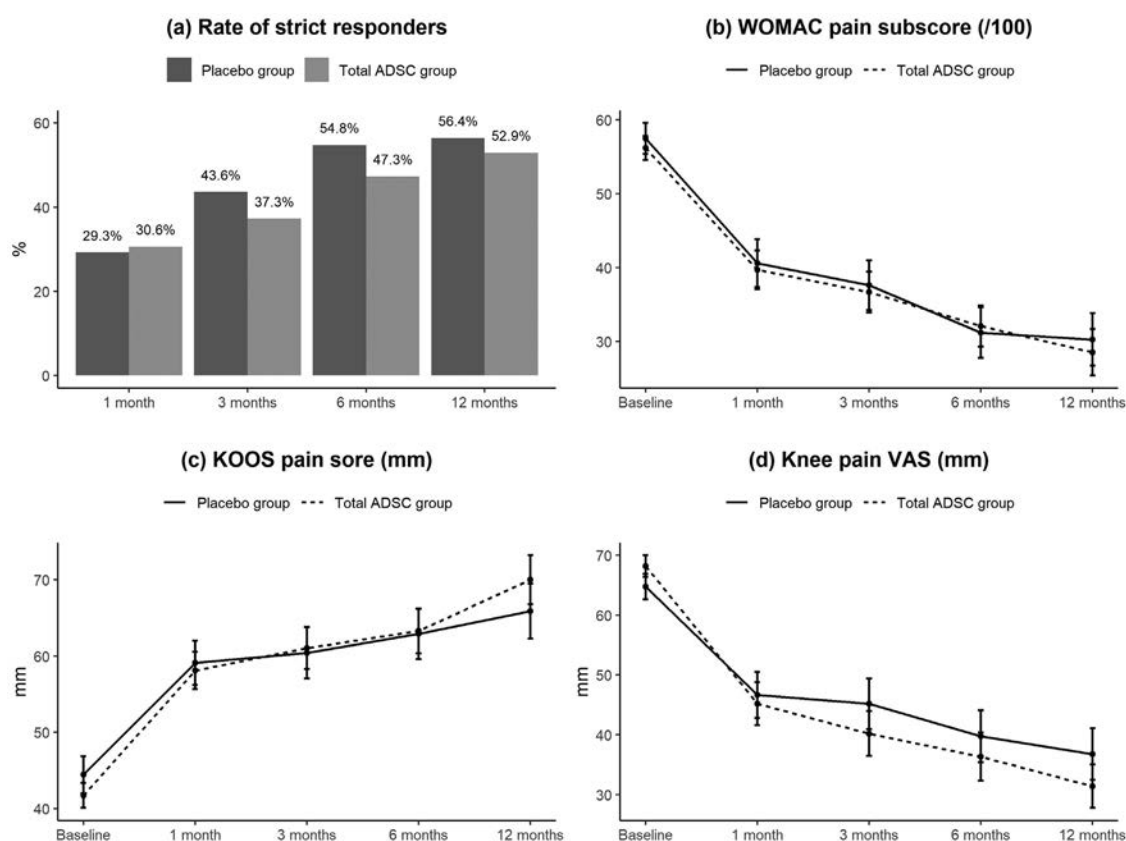 (a) Rate of strict responders
Placebo group Total ADSC group
%
60
40
20
0
29.3% 30.6%
43.6% 37.3%
54.8% 47.3%
56.4% 52.9%
1 month 3 months 6 months 12 months
(b) WOMAC pain subscore (/100)
Placebo group Total ADSC group
60
50
40
30
Baseline 1 month 3 months 6 months 12 months
(c) KOOS pain sore (mm)
Placebo group Total ADSC group
mm
70
60
50
40
Baseline 1 month 3 months 6 months 12 months
(d) Knee pain VAS (mm)
Placebo group Total ADSC group
mm
70
60
50
40
30
Baseline 1 month 3 months 6 months 12 months